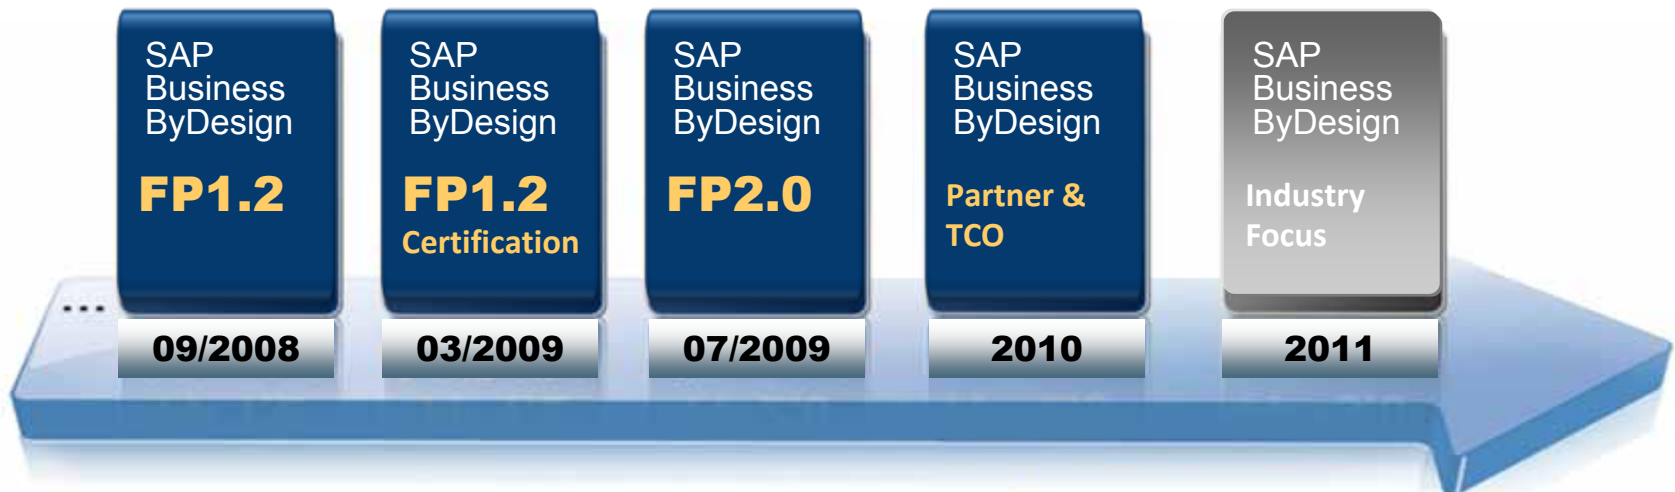 SAP
Business
ByDesign
FP1.2
SAP
Business
ByDesign
FP1.2
Certification
SAP
Business
ByDesign
FP2.0
SAP
Business
ByDesign
Partner &
TCO
SAP
Business
ByDesign
Industry
Focus
...
09/2008
03/2009
07/2009
2010
2011